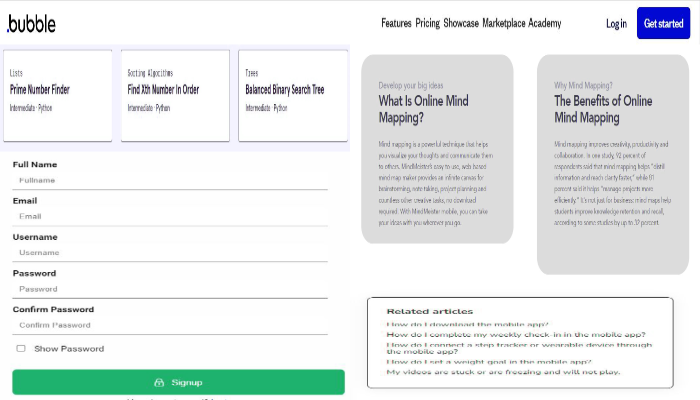 .bubble
Features Pricing Showcase Marketplace Academy
Log in
Get started
Lists
Prime Number Finder
Intermediate · Python
Sorting Algorithms
Find Xth Number In Order
Intermediate · Python
Trees
Balanced Binary Search Tree
Intermediate · Python
Full Name
Fullname
Email
Email
Username
Username
Password
Password
Confirm Password
Confirm Password
Show Password
Signup
Develop your big ideas
What Is Online Mind
Mapping?
Mind mapping is a powerful technique that helps
you visualize your thoughts and communicate them
to others. MindMeister's easy to use, web based
mind map maker provides an infinite canvas for
brainstorming, note taking, project planning and
countless other creative tasks, no download
required. With MindMeister mobile, you can take
your ideas with you wherever you go.
Why Mind Mapping?
The Benefits of Online
Mind Mapping
Mind mapping improves creativity, productivity and
collaboration. In one study, 92 percent of
respondents said that mind mapping helps "distill
information and reach clarity faster," while 91
percent said it helps "manage projects more
efficiently." It's not just for business: mind maps help
students improve knowledge retention and recall,
according to some studies by up to 32 percent.
Related articles
How do I download the mobile app?
How do I complete my weekly check-in in the mobile app?
How do I connect a step tracker or wearable device through
the mobile app?
How do I set a weight goal in the mobile app?
My videos are stuck or are freezing and will not play.